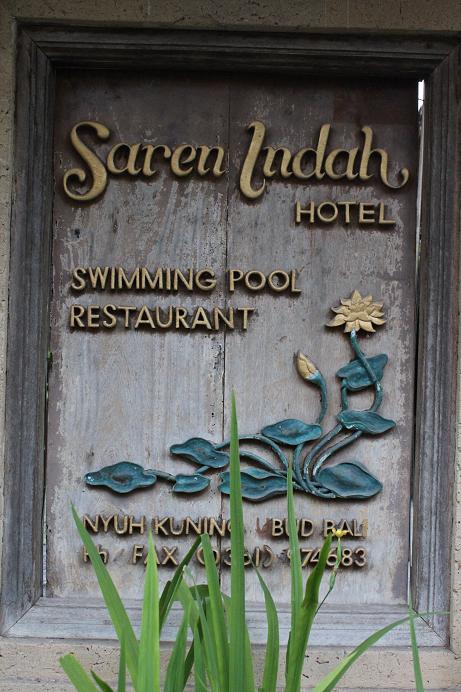 Saren Indah
HOTEL
SWIMMING POOL
RESTAURANT
NYUH KUNING BALI
FAX